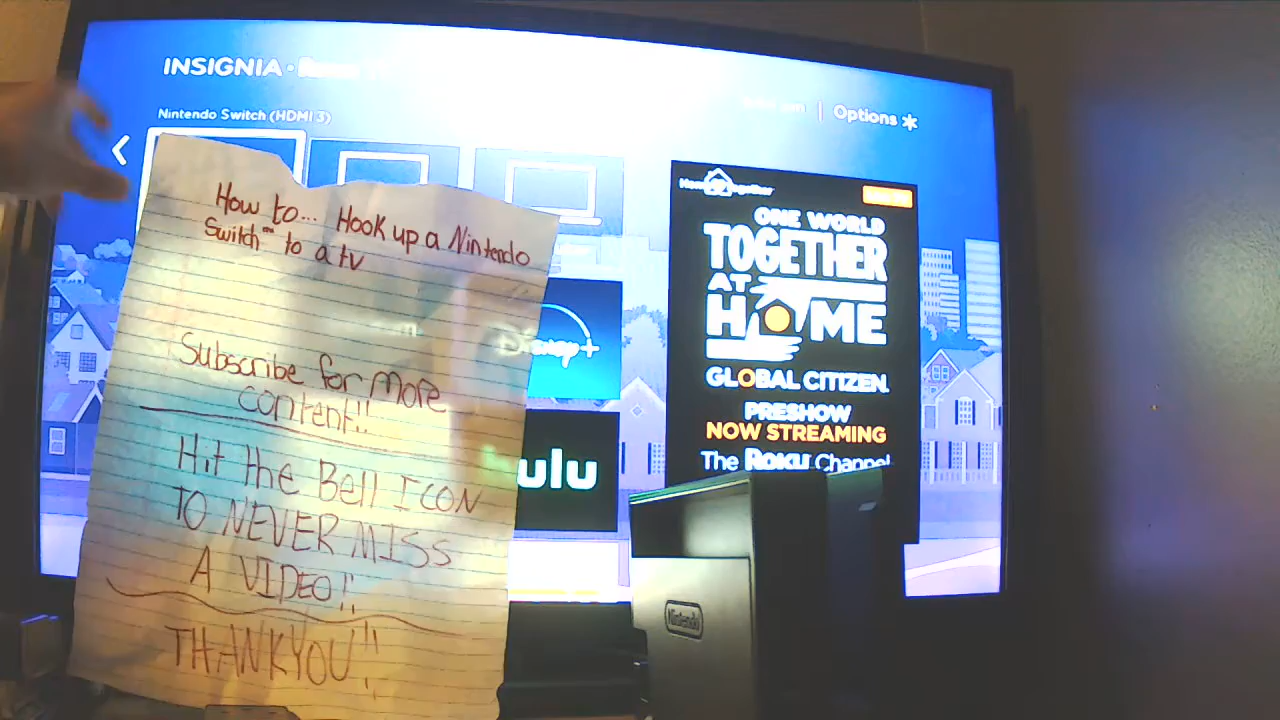 INSIGNIA
Nintendo Switch (HDMI 3)
Options
How to... Hook up a Nintendo
Switch™ to a tv
Subscribe for more
content!!
Hit the Bell ICON
TO NEVER MISS
A VIDEO!!
THANKYOU!!
Disney+
hulu
ONE WORLD
TOGETHER
AT
HOME
GLOBAL CITIZEN.
PRESHOW
NOW STREAMING
The Roku Channel
Nintendo